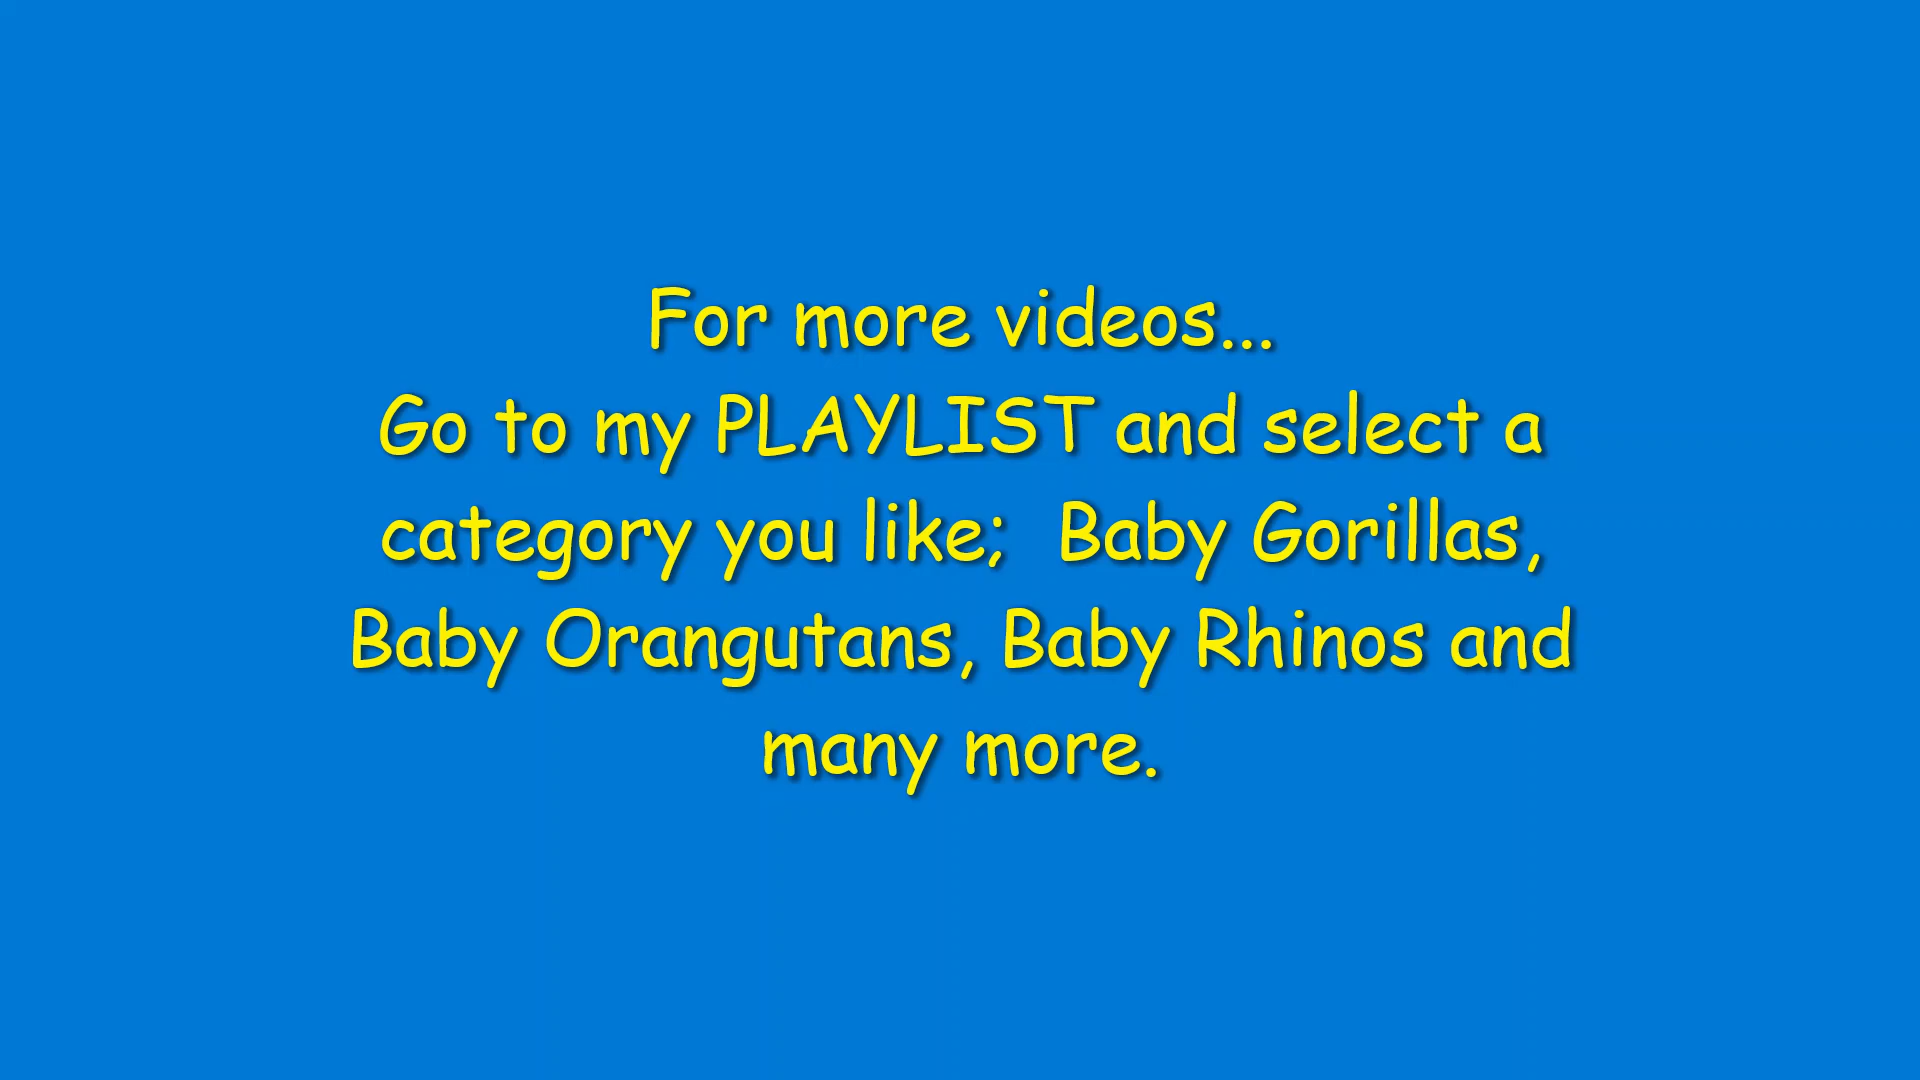 For more videos...
Go to my PLAYLIST and select a
category you like;  Baby Gorillas,
Baby Orangutans, Baby Rhinos and
many more.